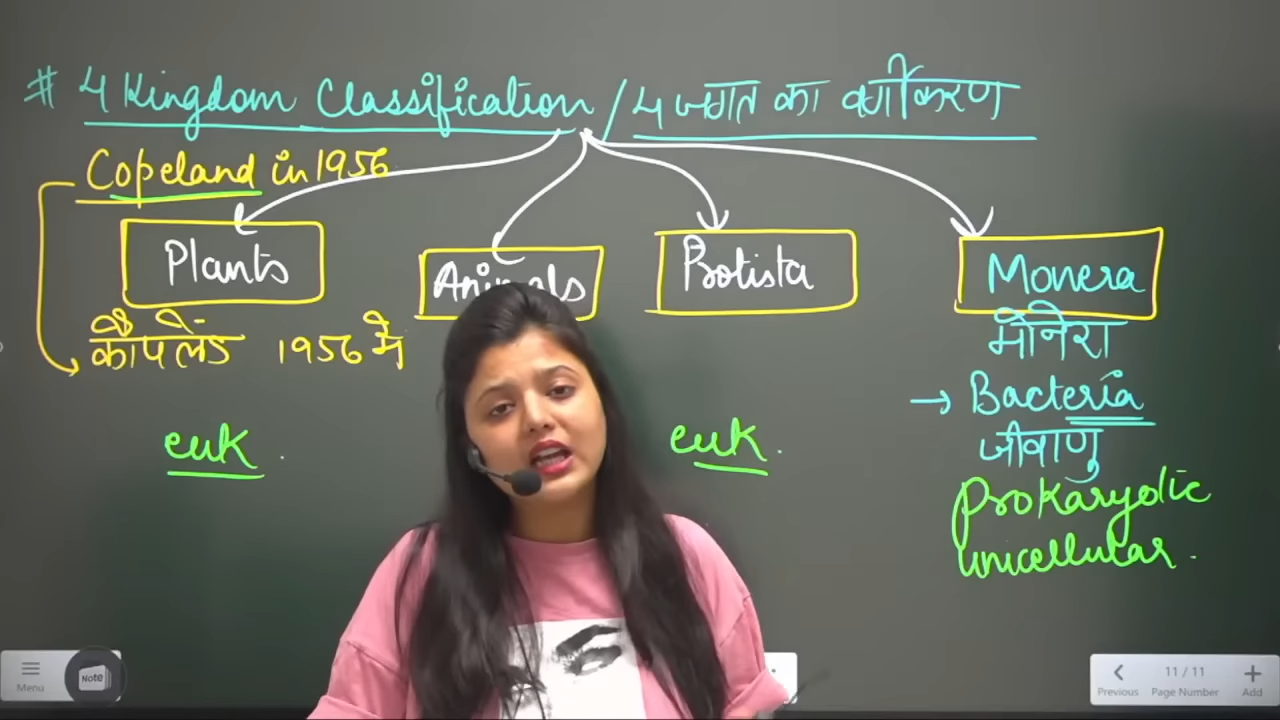 # 4 Kingdom Classification / 4 जगत का वर्गीकरण
Copeland in 1956
Plants
Animals
Protista
Monera
कौपलैंड 1956 में
मोनेरा
→ Bacteria
जीवाणु
euk.
euk.
Prokaryotic
unicellular.
Menu
Note
Previous
11 / 11
Page Number
Add